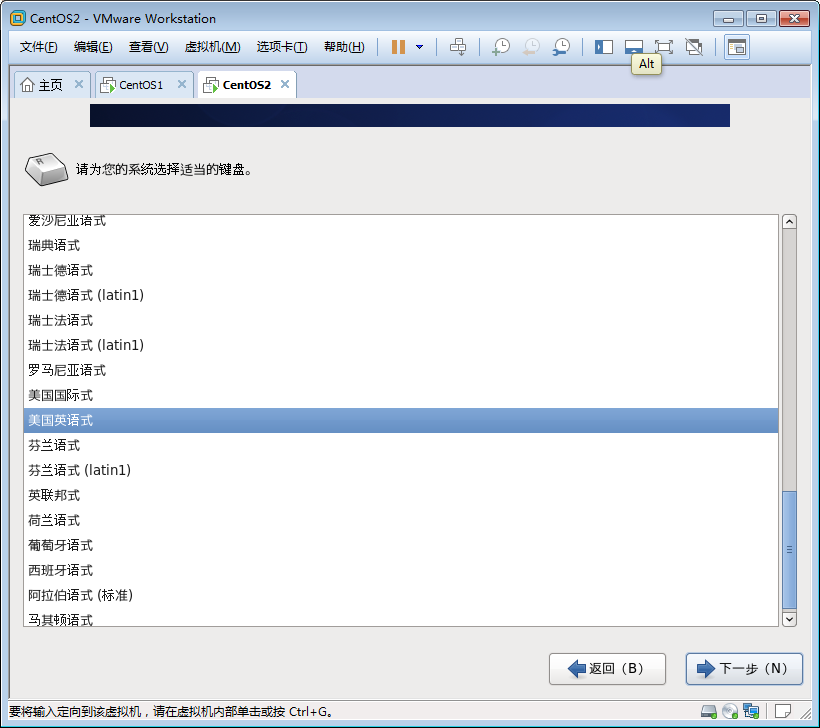 CentOS2 - VMware Workstation
文件(F) 编辑(E) 查看(V) 虚拟机(M) 选项卡(T) 帮助(H)
Alt
主页 CentOS1 CentOS2
R
请为您的系统选择适当的键盘。
爱沙尼亚语式
瑞典语式
瑞士德语式
瑞士德语式 (latin1)
瑞士法语式
瑞士法语式 (latin1)
罗马尼亚语式
美国国际式
美国英语式
芬兰语式
芬兰语式 (latin1)
英联邦式
荷兰语式
葡萄牙语式
西班牙语式
阿拉伯语式 (标准)
马其顿语式
返回（B） 下一步（N）
要将输入定向到该虚拟机，请在虚拟机内部单击或按 Ctrl+G。